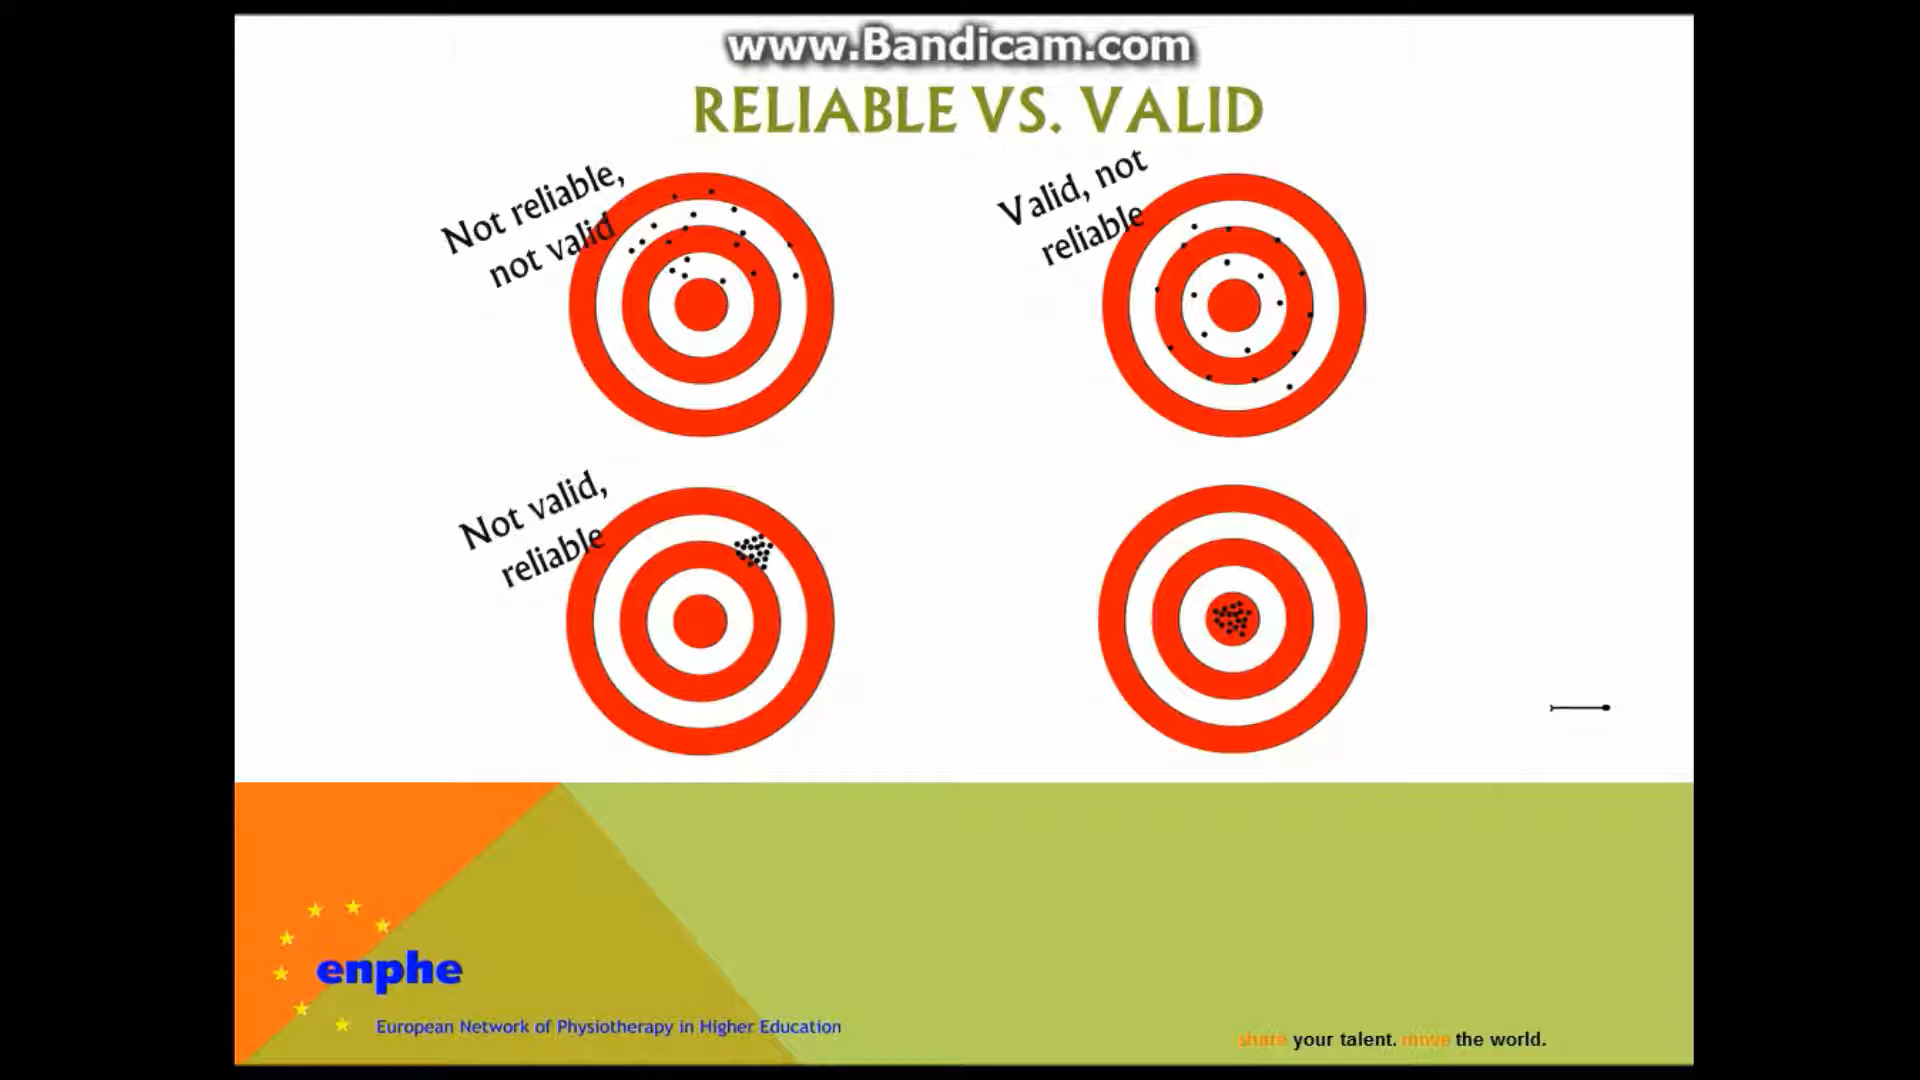 www.Bandicam.com
RELIABLE VS. VALID
Not reliable,
not valid
Valid, not
reliable
Not valid,
reliable
enphe
European Network of Physiotherapy in Higher Education
share your talent. move the world.